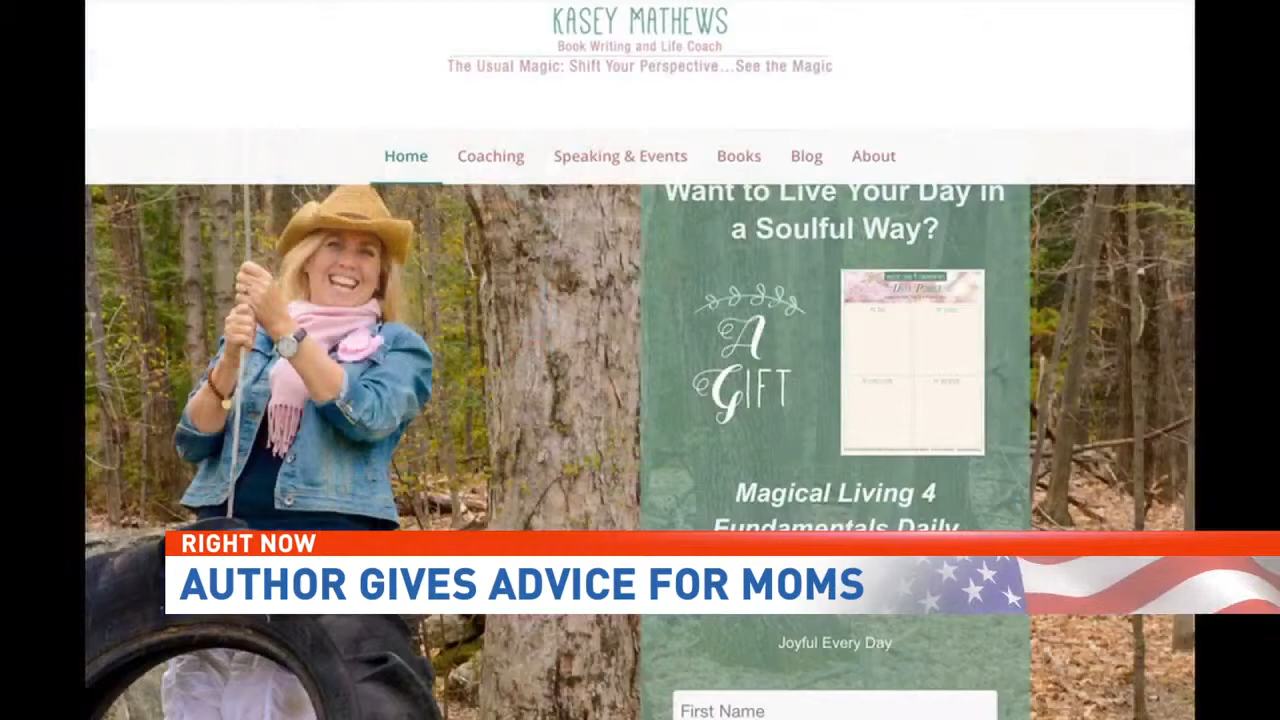 KASEY MATHEWS
Book Writing and Life Coach
The Usual Magic: Shift Your Perspective...See the Magic
Home Coaching Speaking & Events Books Blog About
Want to Live Your Day in
a Soulful Way?
A
GIFT
Magical Living 4
Fundamentals Daily
RIGHT NOW
AUTHOR GIVES ADVICE FOR MOMS
Joyful Every Day
First Name